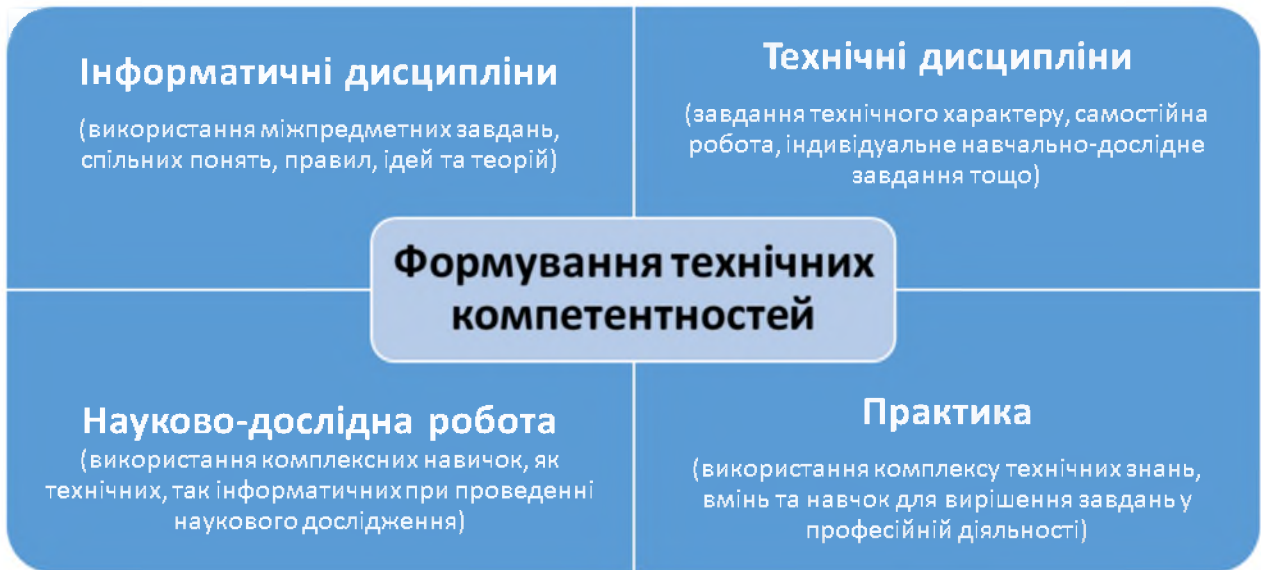 Інформатичні дисципліни
(використання міжпредметних завдань,
спільних понять, правил, ідей та теорій)
Технічні дисципліни
(завдання технічного характеру, самостійна
робота, індивідуальне навчально-дослідне
завдання тощо)
Формування технічних
компетентностей
Науково-дослідна робота
(використання комплексних навичок, як
технічних, так інформатичних при проведенні
наукового дослідження)
Практика
(використання комплексу технічних знань,
вмінь та навчок для вирішення завдань у
професійній діяльності)